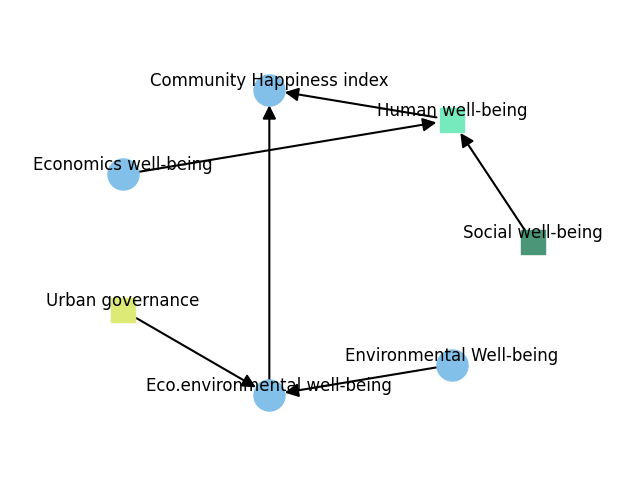 Community Happiness index
Human well-being
Economics well-being
Social well-being
Urban governance
Environmental Well-being
Eco.environmental well-being